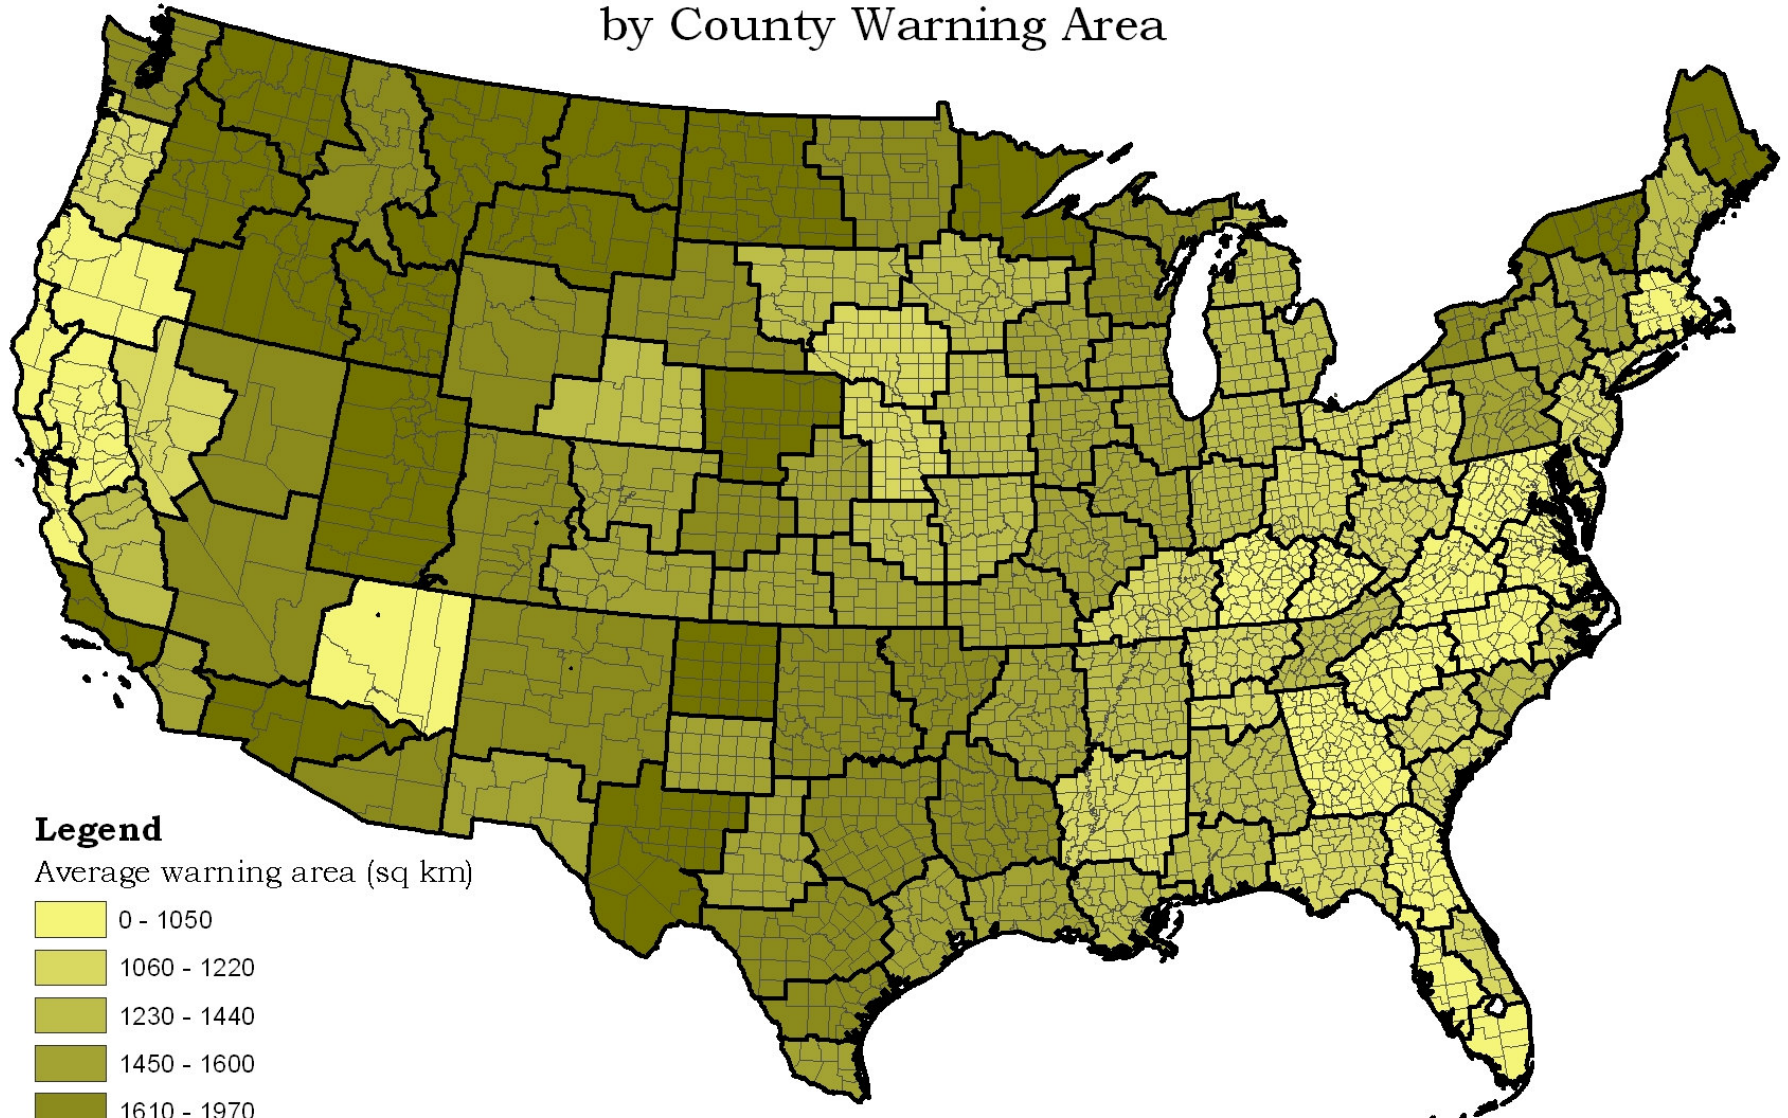 by County Warning Area
Legend
Average warning area (sq km)
0 - 1050
1060 - 1220
1230 - 1440
1450 - 1600
1610 - 1970